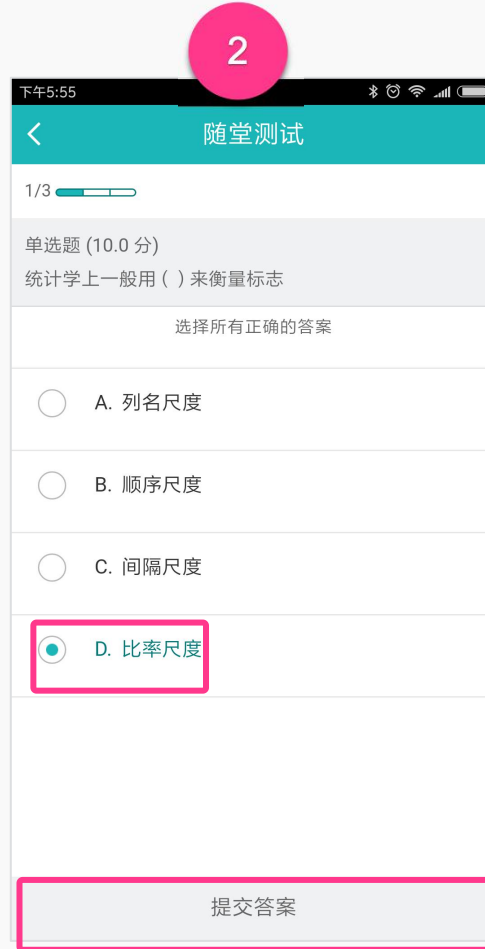 2
下午5:55
随堂测试
1/3
单选题 (10.0 分)
统计学上一般用 ( ) 来衡量标志
选择所有正确的答案
A. 列名尺度
B. 顺序尺度
C. 间隔尺度
D. 比率尺度
提交答案